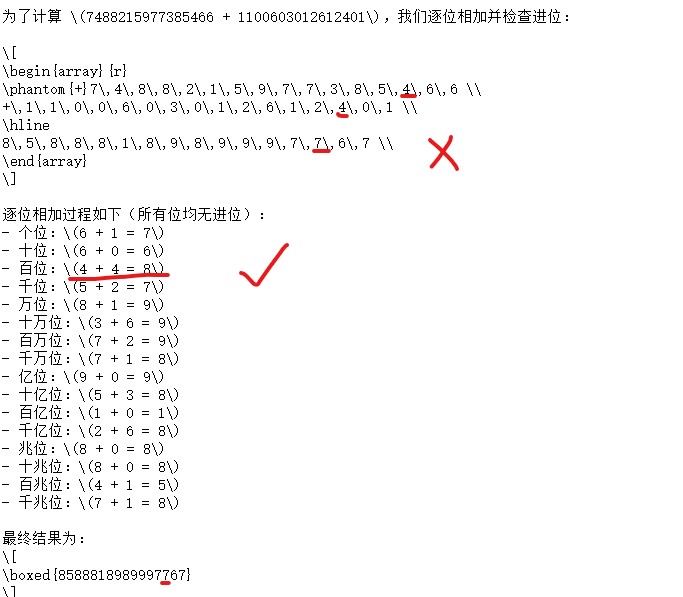 为了计算 \(7488215977385466 + 1100603012612401\)，我们逐位相加并检查进位：
\[
\begin{array}{r}
\phantom{+}7\,4\,8\,8\,2\,1\,5\,9\,7\,7\,3\,8\,5\,4\,6\,6 \\
+\,1\,1\,0\,0\,6\,0\,3\,0\,1\,2\,6\,1\,2\,4\,0\,1 \\
\hline
8\,5\,8\,8\,8\,1\,8\,9\,8\,9\,9\,9\,7\,7\,6\,7 \\
\end{array}
\]
逐位相加过程如下（所有位均无进位）：
- 个位：\(6 + 1 = 7\)
- 十位：\(6 + 0 = 6\)
- 百位：\(4 + 4 = 8\)
- 千位：\(5 + 2 = 7\)
- 万位：\(8 + 1 = 9\)
- 十万位：\(3 + 6 = 9\)
- 百万位：\(7 + 2 = 9\)
- 千万位：\(7 + 1 = 8\)
- 亿位：\(9 + 0 = 9\)
- 十亿位：\(5 + 3 = 8\)
- 百亿位：\(1 + 0 = 1\)
- 千亿位：\(2 + 6 = 8\)
- 兆位：\(8 + 0 = 8\)
- 十兆位：\(8 + 0 = 8\)
- 百兆位：\(4 + 1 = 5\)
- 千兆位：\(7 + 1 = 8\)
最终结果为：
\[
\boxed{8588818989997767}
\]